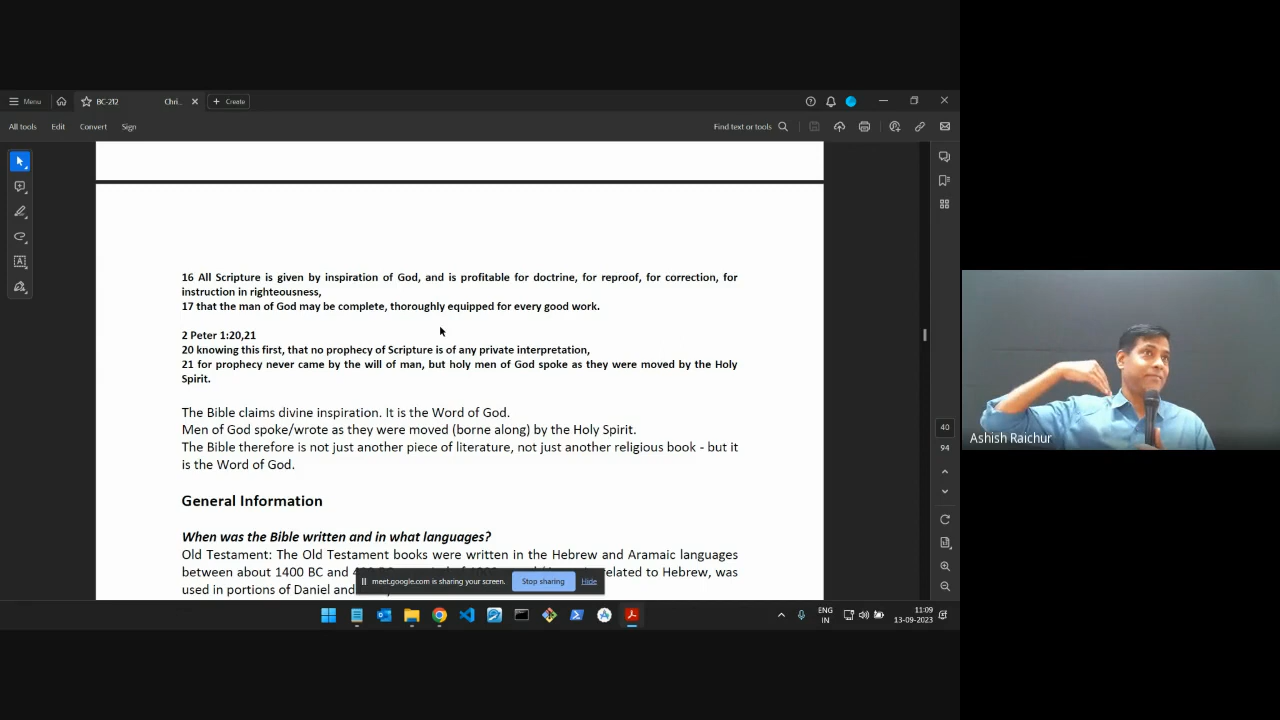 Menu
BC-212
Chri...
Create
All tools
Edit
Convert
Sign
Find text or tools
16 All Scripture is given by inspiration of God, and is profitable for doctrine, for reproof, for correction, for
instruction in righteousness,
17 that the man of God may be complete, thoroughly equipped for every good work.
2 Peter 1:20,21
20 knowing this first, that no prophecy of Scripture is of any private interpretation,
21 for prophecy never came by the will of man, but holy men of God spoke as they were moved by the Holy
Spirit.
The Bible claims divine inspiration. It is the Word of God.
Men of God spoke/wrote as they were moved (borne along) by the Holy Spirit.
The Bible therefore is not just another piece of literature, not just another religious book - but it
is the Word of God.
General Information
When was the Bible written and in what languages?
Old Testament: The Old Testament books were written in the Hebrew and Aramaic languages
between about 1400 BC and related to Hebrew, was
used in portions of Daniel and
meet.google.com is sharing your screen.
Stop sharing
Hide
40
94
ENG
IN
11:09
13-09-2023
Ashish Raichur